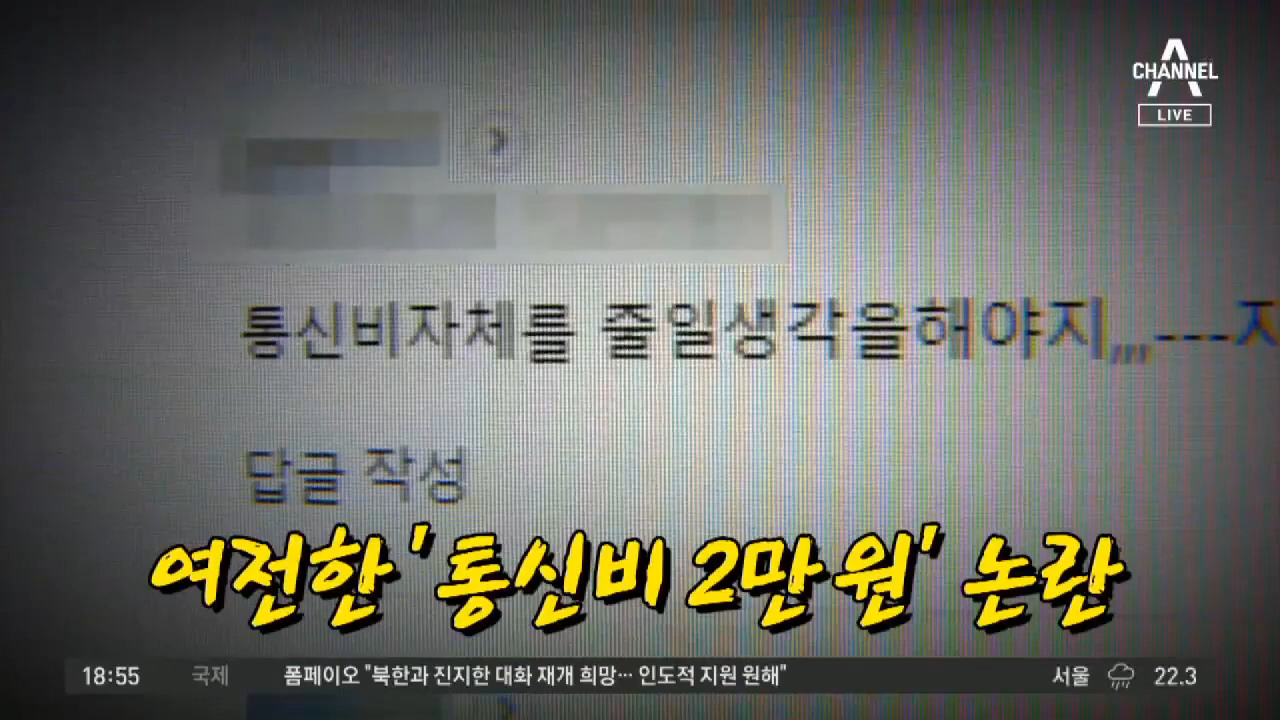 CHANNEL A
LIVE
통신비자체를 줄일생각을해야지,,,---지
답글 작성
여전한 '통신비 2만 원' 논란
18:55 국제 폼페이오 "북한과 진지한 대화 재개 희망… 인도적 지원 원해" 서울 22.3